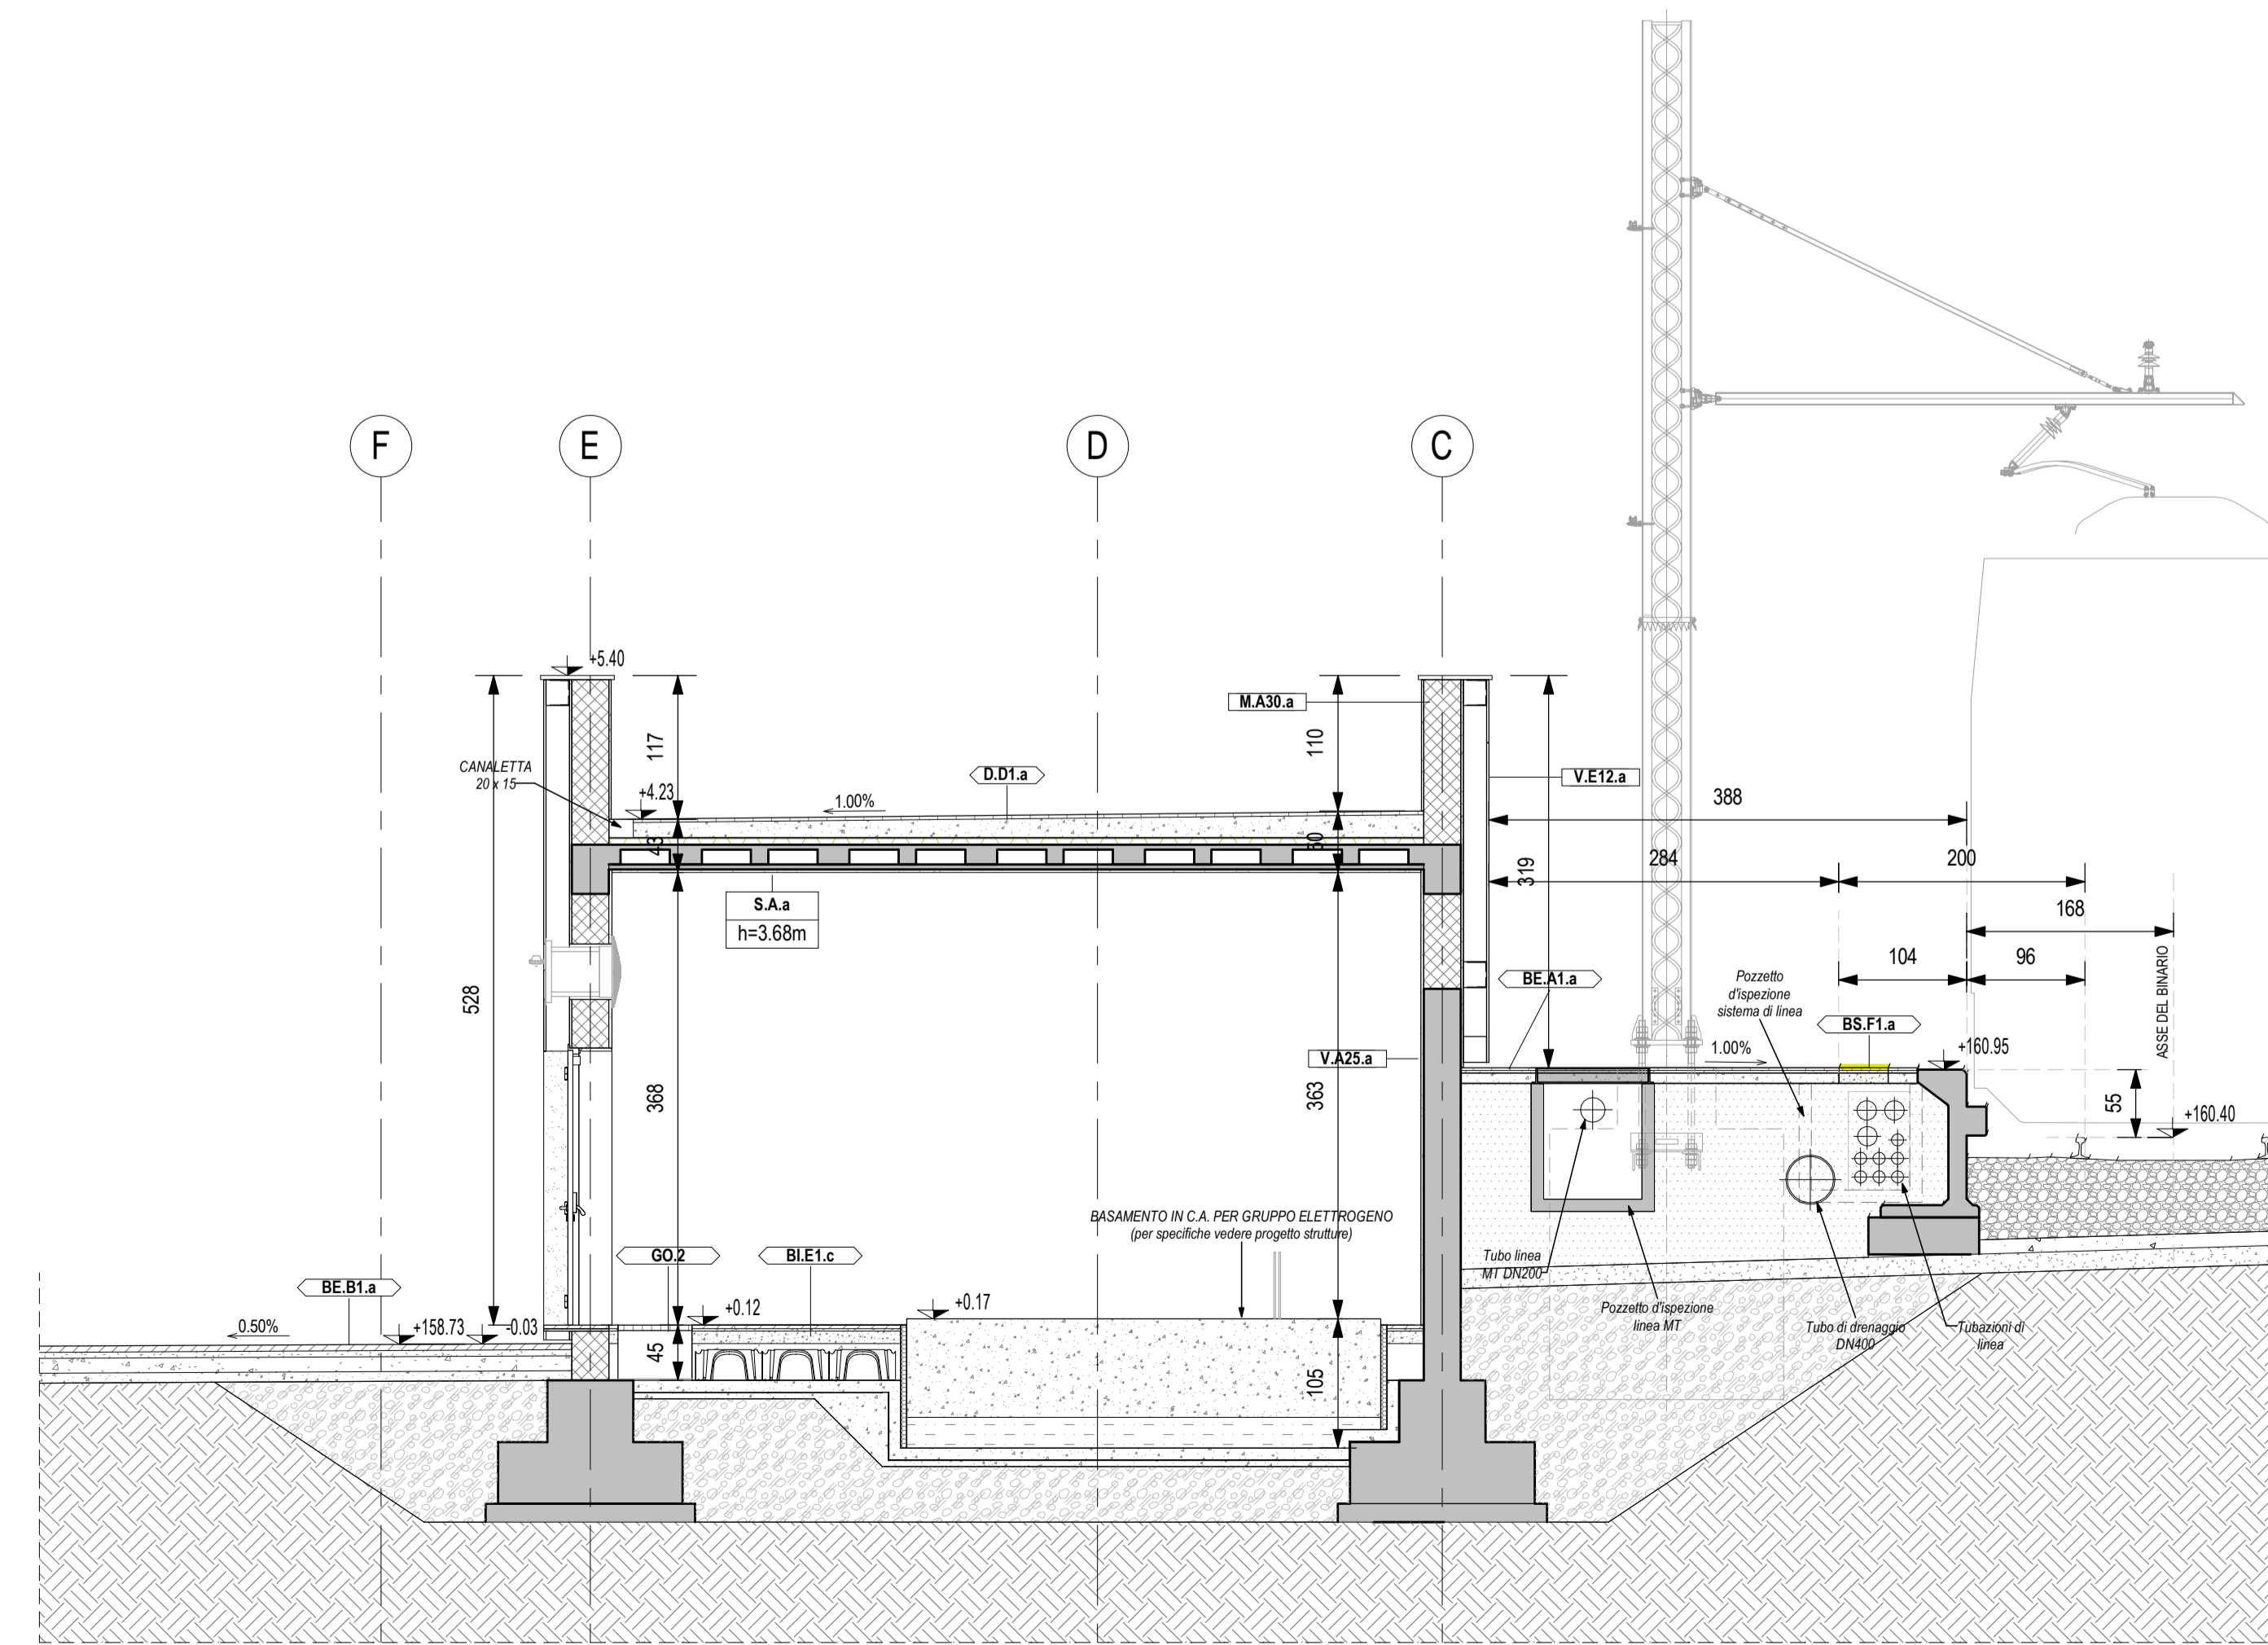 F
E
D
C
+5.40
M.A30.a
117
110
CANALETTA
20 x 15
+4.23
1.00%
D.D1.a
V.E12.a
388
43
60
284
200
319
S.A.a
h=3.68m
168
528
BE.A1.a
Pozzetto
d'ispezione
sistema di linea
104
96
ASSE DEL BINARIO
BS.F1.a
V.A25.a
1.00%
+160.95
368
363
55
+160.40
BASAMENTO IN C.A. PER GRUPPO ELETTROGENO
(per specifiche vedere progetto strutture)
GO.2
BI.E1.c
Tubo linea
MT DN200
BE.B1.a
+0.12
+0.17
Pozzetto d'ispezione
linea MT
0.50%
+158.73
-0.03
Tubo di drenaggio
DN400
Tubazioni di
linea
45
105